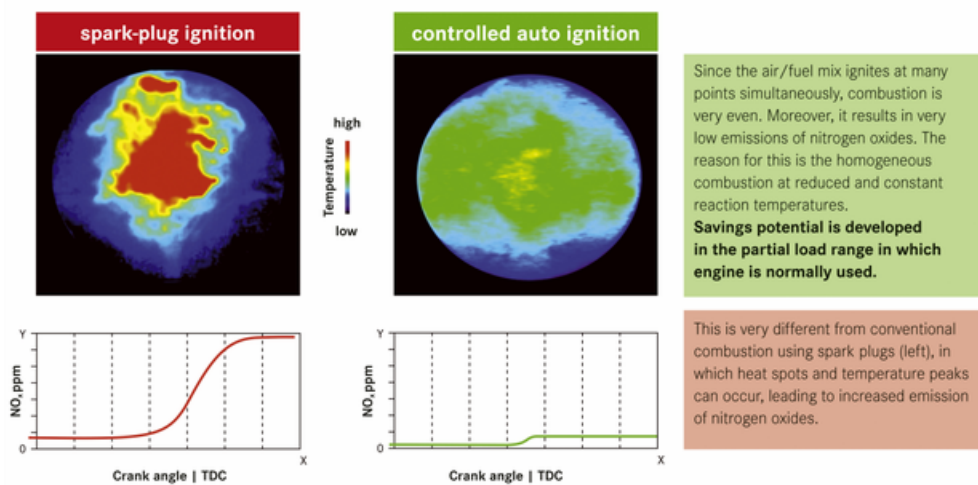 spark-plug ignition
controlled auto ignition
high
Temperature
low
Since the air/fuel mix ignites at many
points simultaneously, combustion is
very even. Moreover, it results in very
low emissions of nitrogen oxides. The
reason for this is the homogeneous
combustion at reduced and constant
reaction temperatures.
Savings potential is developed
in the partial load range in which
engine is normally used.
This is very different from conventional
combustion using spark plugs (left), in
which heat spots and temperature peaks
can occur, leading to increased emission
of nitrogen oxides.
Y
NOx ppm
0
X
Crank angle | TDC
Y
NOx ppm
0
X
Crank angle | TDC